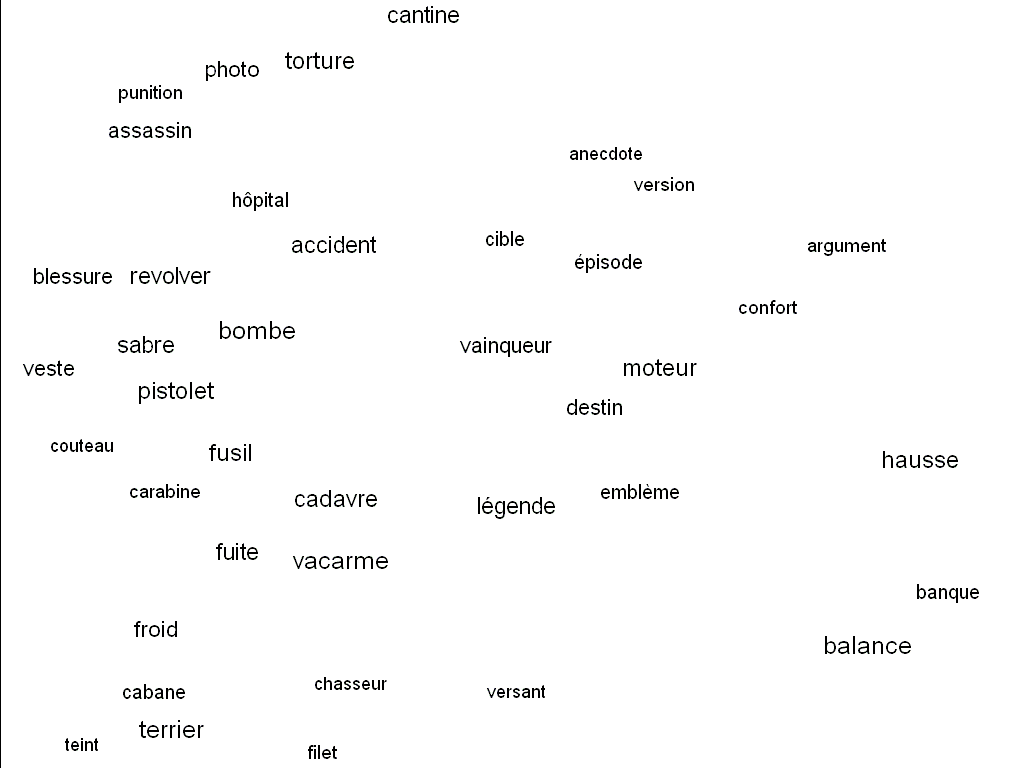 cantine
photo torture
punition
assassin
anecdote
version
hôpital
accident cible argument
épisode
blessure revolver
confort
bombe
sabre vainqueur
veste moteur
pistolet
destin
couteau fusil
hausse
carabine cadavre emblème
légende
fuite vacarme
banque
froid
balance
chasseur
cabane versant
terrier
teint
filet